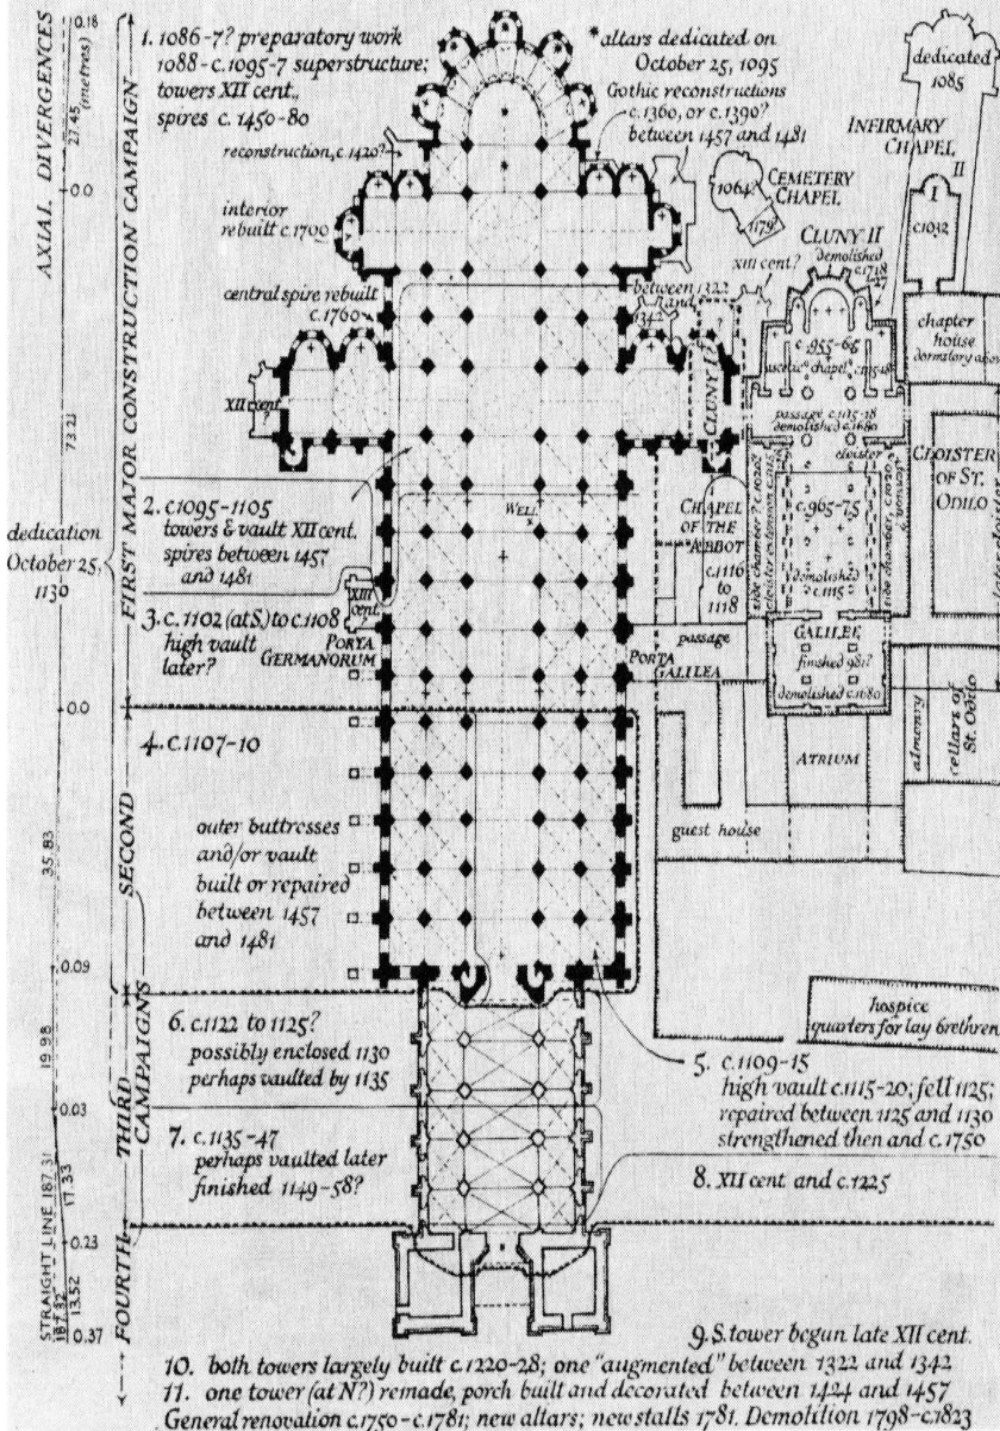 AXIAL DIVERGENCES
(metres)
0.18
27.45
0.0
73.21
0.0
35.83
0.09
19.98
0.03
17.33
0.23
13.52
0.37
STRAIGHT LINE 187.31
187.32
FIRST MAJOR CONSTRUCTION CAMPAIGN
SECOND
THIRD
CAMPAIGNS
FOURTH
dedication
October 25,
1130
1. 1086-7? preparatory work
1088-c.1095-7 superstructure;
towers XII cent.,
spires c. 1450-80
*altars dedicated on
October 25, 1095
Gothic reconstructions
c.1360, or c.1390?
between 1457 and 1481
reconstruction, c.1420?
interior
rebuilt c.1700
central spire rebuilt
c.1760
XII cent.
between 1322
and
1342
dedicated
1085
INFIRMARY
CHAPEL
II
I
c.1032
1064?
1179
CEMETERY
CHAPEL
CLUNY II
demolished
c.1718
27
XIII cent.?
c.955-65
passage c.1115-18
demolished c.1680
cloister
c.965-75
demolished
c.1115
side chamber? c.1020?
side chamber, c.1020
chapter
house
CLOISTER
OF ST.
ODILO
CLUNY I
CHAPEL
OF THE
ABBOT
c.1116
to
1118
passage
WELL
2. c.1095-1105
towers & vault XII cent.
spires between 1457
and 1481
XIII
cent.
3. c.1102 (at S.) to c.1108
high vault
later?
PORTA
GERMANORUM
PORTA
GALILEA
GALILEE
finished 981?
demolished c.1680
ATRIUM
almonry
cellars of
St. Odilo
guest house
4. c.1107-10
outer buttresses
and/or vault
built or repaired
between 1457
and 1481
hospice
quarters for lay brethren
5. c.1109-15
high vault c.1115-20; fell 1125;
repaired between 1125 and 1130
strengthened then and c.1750
6. c.1122 to 1125?
possibly enclosed 1130
perhaps vaulted by 1135
7. c.1135-47
perhaps vaulted later
finished 1149-58?
8. XII cent and c.1225
9. S. tower begun late XII cent.
10. both towers largely built c.1220-28; one "augmented" between 1322 and 1342
11. one tower (at N?) remade, porch built and decorated between 1424 and 1457
General renovation c.1750-c.1781; new altars; new stalls 1781. Demolition 1798-c.1823